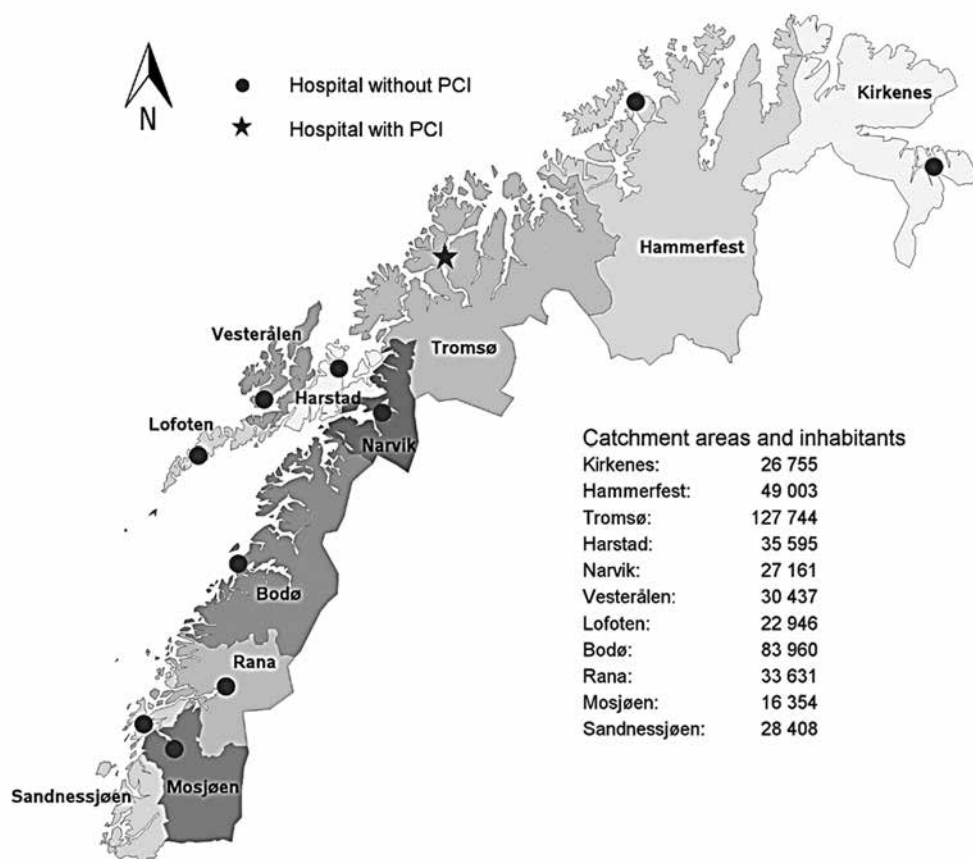 N
Hospital without PCI
Hospital with PCI
Kirkenes
Hammerfest
Tromsø
Vesterålen
Harstad
Lofoten
Narvik
Bodø
Rana
Mosjøen
Sandnessjøen
Catchment areas and inhabitants
Kirkenes: 26 755
Hammerfest: 49 003
Tromsø: 127 744
Harstad: 35 595
Narvik: 27 161
Vesterålen: 30 437
Lofoten: 22 946
Bodø: 83 960
Rana: 33 631
Mosjøen: 16 354
Sandnessjøen: 28 408